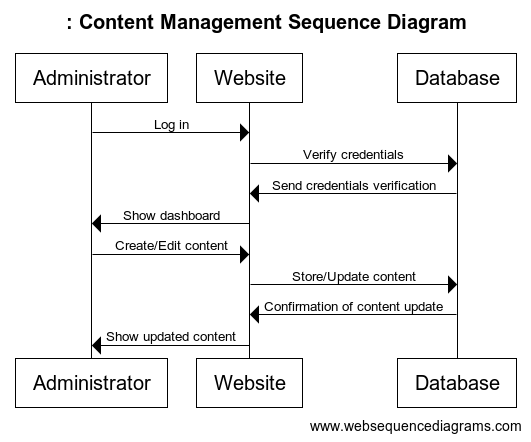 : Content Management Sequence Diagram
Administrator
Website
Database
Log in
Verify credentials
Send credentials verification
Show dashboard
Create/Edit content
Store/Update content
Confirmation of content update
Show updated content
Administrator
Website
Database
www.websequencediagrams.com